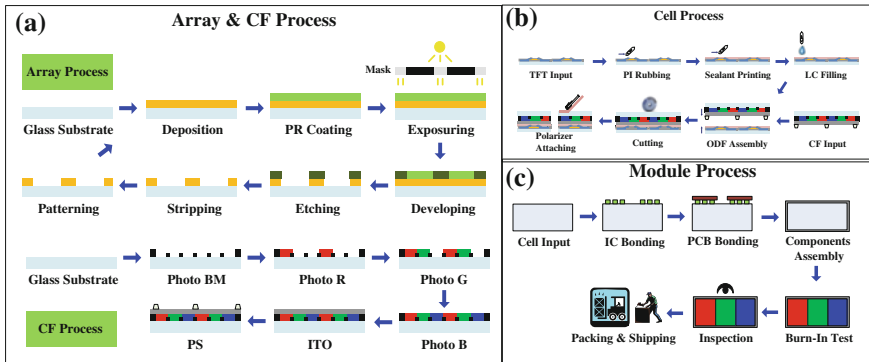 (a)
Array & CF Process
Array Process
Mask
Glass Substrate
Deposition
PR Coating
Exposuring
Patterning
Stripping
Etching
Developing
Glass Substrate
Photo BM
Photo R
Photo G
CF Process
PS
ITO
Photo B
(b)
Cell Process
TFT Input
PI Rubbing
Sealant Printing
LC Filling
Polarizer
Attaching
Cutting
ODF Assembly
CF Input
(c)
Module Process
Cell Input
IC Bonding
PCB Bonding
Components
Assembly
Packing & Shipping
Inspection
Burn-In Test